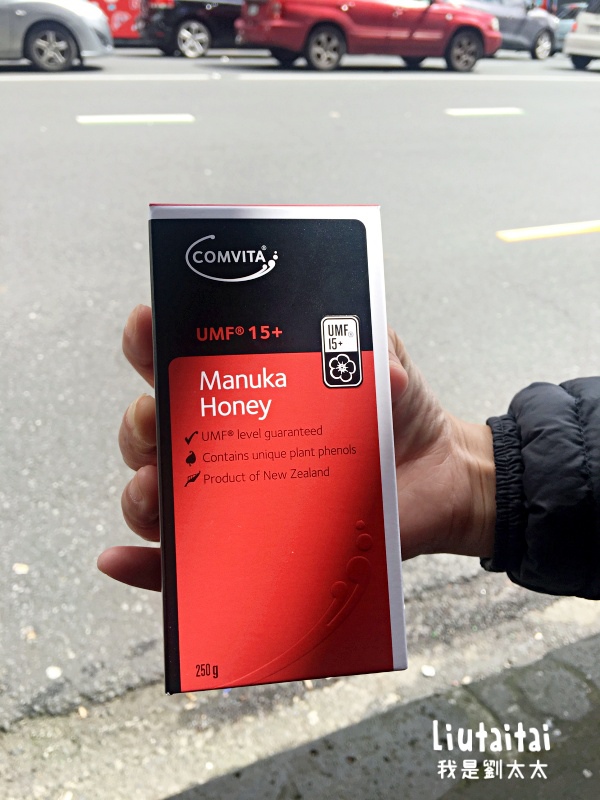 COMVITA®
UMF® 15+
UMF®
15+
Manuka
Honey
UMF® level guaranteed
Contains unique plant phenols
Product of New Zealand
250 g
Liutaitai
我是劉太太